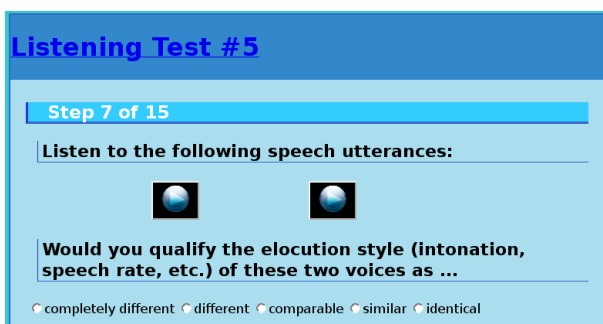 Listening Test #5
Step 7 of 15
Listen to the following speech utterances:
Would you qualify the elocution style (intonation,
speech rate, etc.) of these two voices as ...
completely different different comparable similar identical